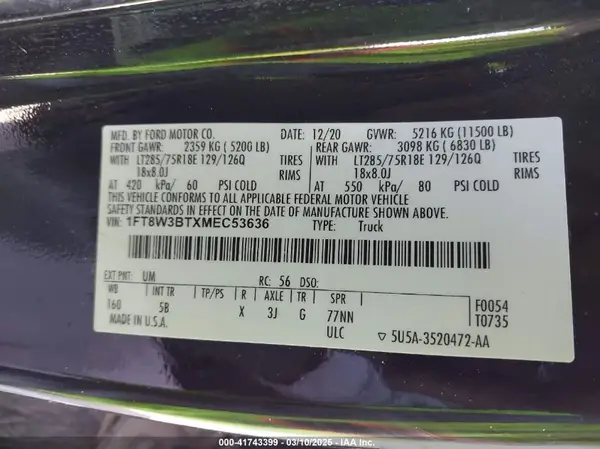 MFD. BY FORD MOTOR CO. DATE: 12/20 GVWR: 5216 KG (11500 LB)
FRONT GAWR: 2359 KG ( 5200 LB) REAR GAWR: 3098 KG ( 6830 LB)
WITH LT285/75R18E 129/126Q TIRES WITH LT285/75R18E 129/126Q TIRES
18x8.0J RIMS 18x8.0J RIMS
AT 420 kPa/ 60 PSI COLD AT 550 kPa/ 80 PSI COLD
THIS VEHICLE CONFORMS TO ALL APPLICABLE FEDERAL MOTOR VEHICLE
SAFETY STANDARDS IN EFFECT ON THE DATE OF MANUFACTURE SHOWN ABOVE.
VIN: 1FT8W3BTXMEC53636 TYPE: Truck
EXT PNT: UM RC: 56 DSO:
WB INT TR TP/PS R AXLE TR SPR
160 5B X 3J G 77NN
F0054
T0735
MADE IN U.S.A. ULC ▽ 5U5A-3520472-AA
000-41743399 — 03/10/2025 — IAA Inc.